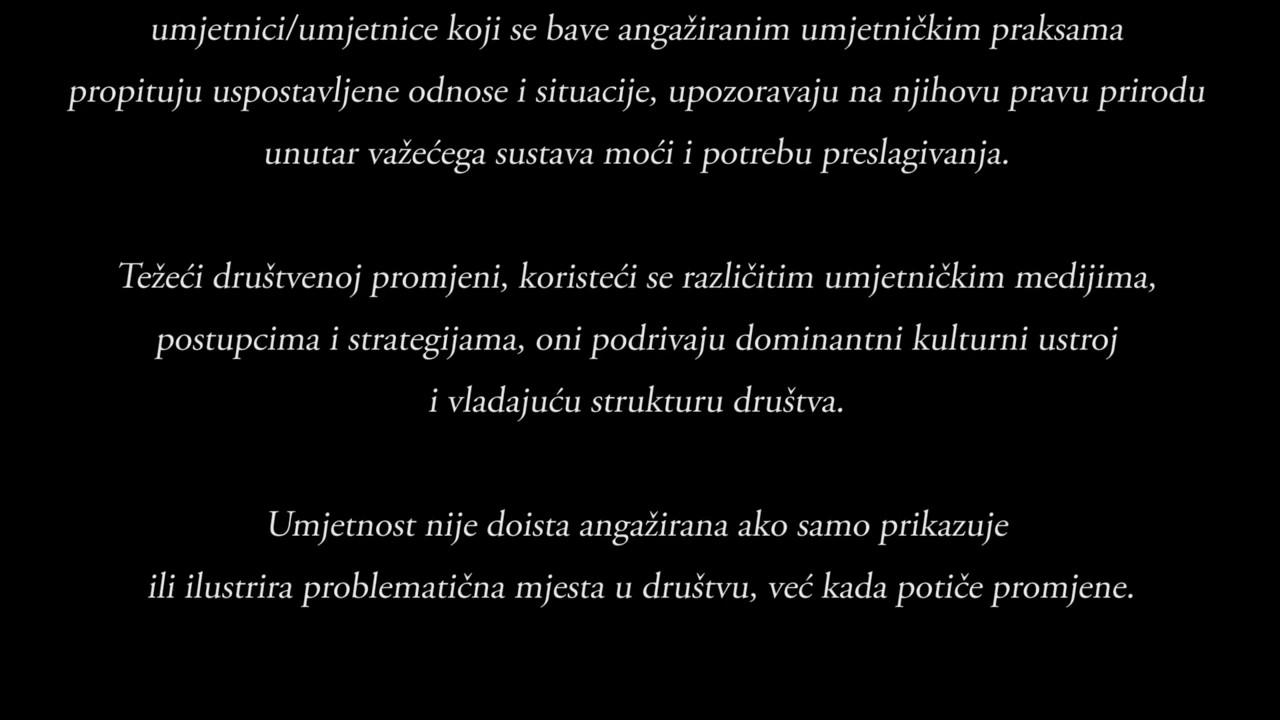 umjetnici/umjetnice koji se bave angažiranim umjetničkim praksama
propituju uspostavljene odnose i situacije, upozoravaju na njihovu pravu prirodu
unutar važećega sustava moći i potrebu preslagivanja.
Težeći društvenoj promjeni, koristeći se različitim umjetničkim medijima,
postupcima i strategijama, oni podrivaju dominantni kulturni ustroj
i vladajuću strukturu društva.
Umjetnost nije doista angažirana ako samo prikazuje
ili ilustrira problematična mjesta u društvu, već kada potiče promjene.